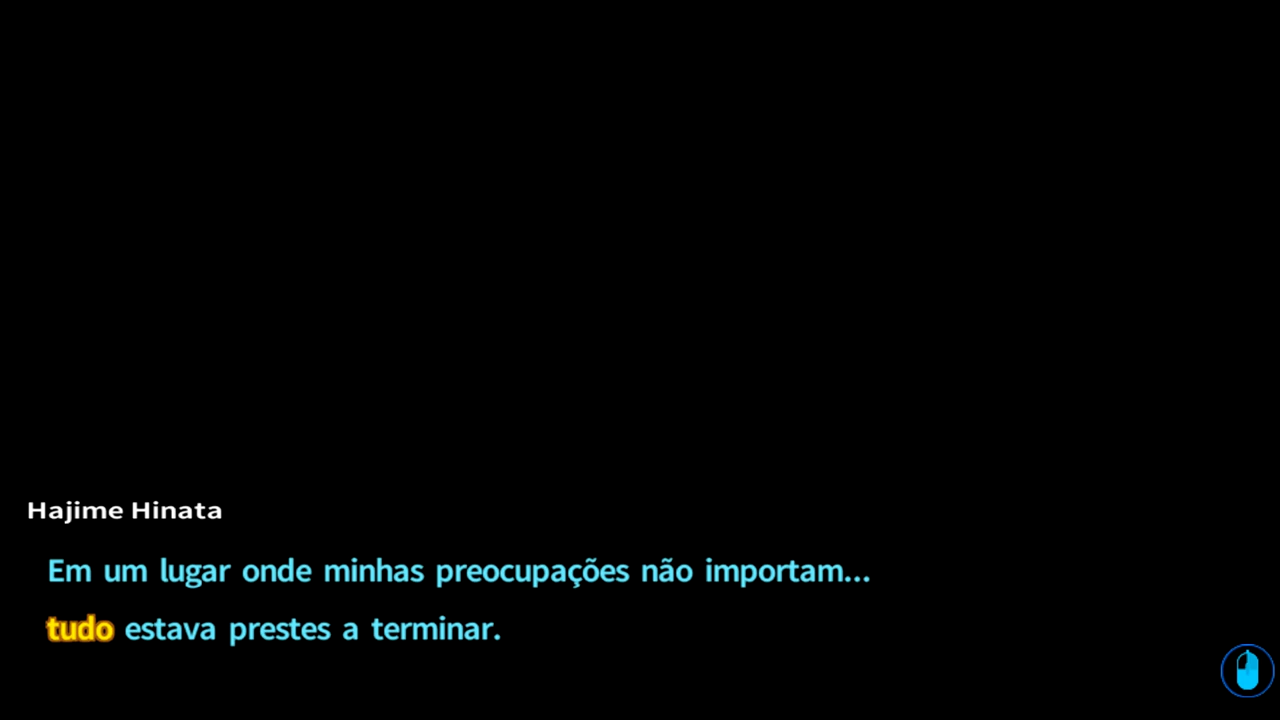 Hajime Hinata
Em um lugar onde minhas preocupações não importam...
tudo estava prestes a terminar.